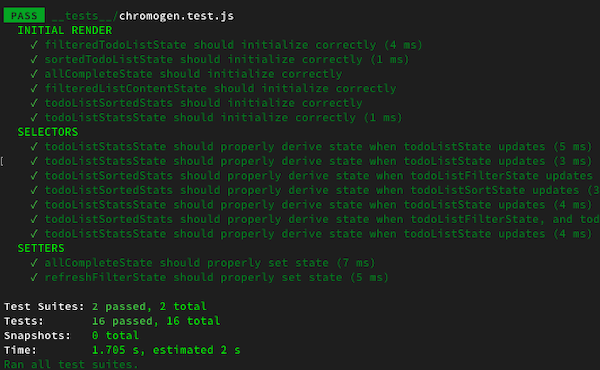 PASS __tests__/chromogen.test.js
INITIAL RENDER
✓ filteredTodoListState should initialize correctly (4 ms)
✓ sortedTodoListState should initialize correctly (1 ms)
✓ allCompleteState should initialize correctly
✓ filteredListContentState should initialize correctly
✓ todoListSortedStats should initialize correctly
✓ todoListStatsState should initialize correctly (1 ms)
SELECTORS
✓ todoListStatsState should properly derive state when todoListState updates (5 ms)
✓ todoListStatsState should properly derive state when todoListState updates (3 ms)
✓ todoListSortedStats should properly derive state when todoListFilterState updates
✓ todoListSortedStats should properly derive state when todoListSortState updates (3
✓ todoListStatsState should properly derive state when todoListState updates (4 ms)
✓ todoListSortedStats should properly derive state when todoListFilterState, and tod
✓ todoListStatsState should properly derive state when todoListState updates (4 ms)
SETTERS
✓ allCompleteState should properly set state (7 ms)
✓ refreshFilterState should properly set state (5 ms)
Test Suites: 2 passed, 2 total
Tests: 16 passed, 16 total
Snapshots: 0 total
Time: 1.705 s, estimated 2 s
Ran all test suites.